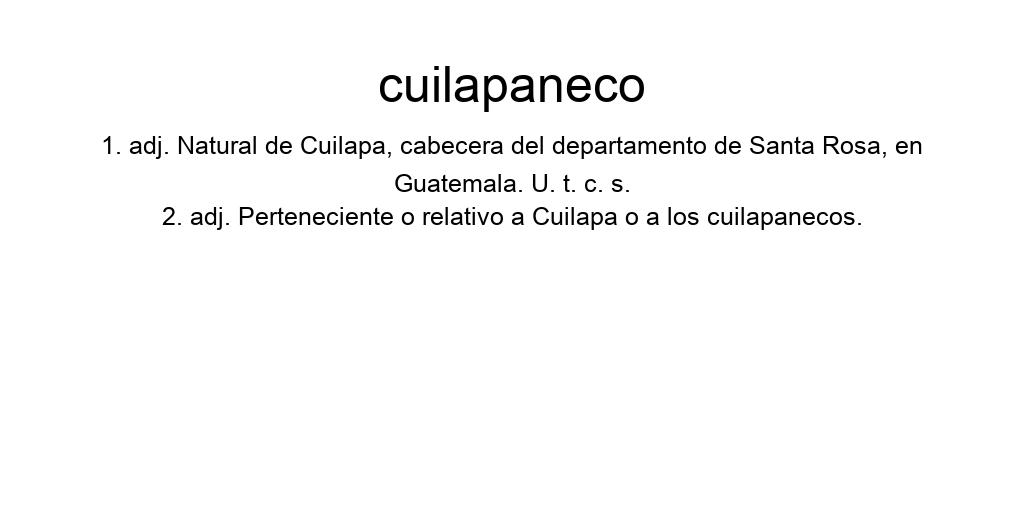 cuilapaneco
1. adj. Natural de Cuilapa, cabecera del departamento de Santa Rosa, en
Guatemala. U. t. c. s.
2. adj. Perteneciente o relativo a Cuilapa o a los cuilapanecos.